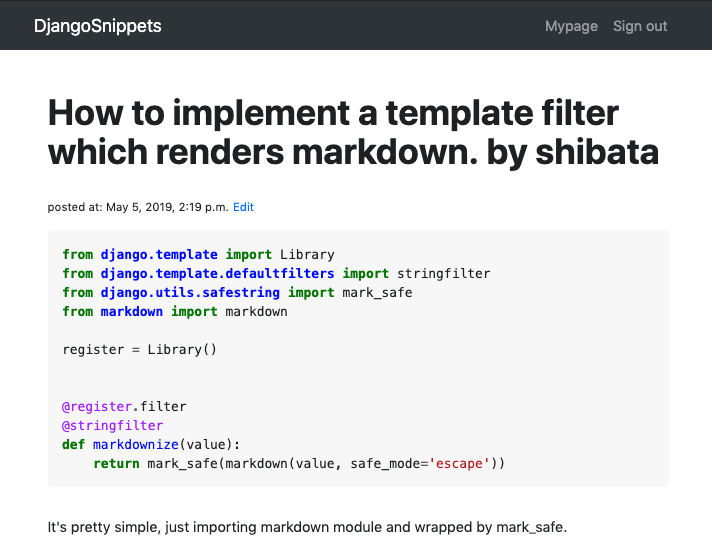 DjangoSnippets Mypage Sign out
How to implement a template filter
which renders markdown. by shibata
posted at: May 5, 2019, 2:19 p.m. Edit
from django.template import Library
from django.template.defaultfilters import stringfilter
from django.utils.safestring import mark_safe
from markdown import markdown
register = Library()
@register.filter
@stringfilter
def markdownize(value):
    return mark_safe(markdown(value, safe_mode='escape'))
It's pretty simple, just importing markdown module and wrapped by mark_safe.